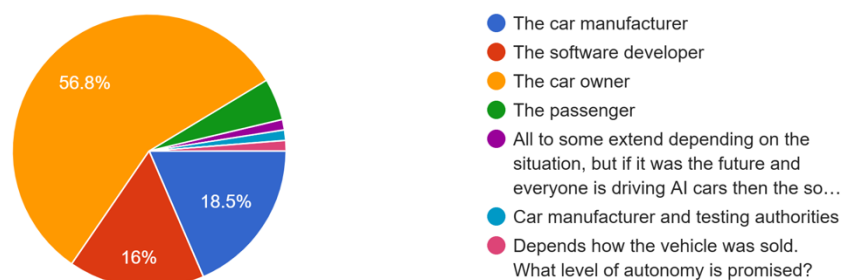 56.8%
18.5%
16%
The car manufacturer
The software developer
The car owner
The passenger
All to some extend depending on the
situation, but if it was the future and
everyone is driving AI cars then the so…
Car manufacturer and testing authorities
Depends how the vehicle was sold.
What level of autonomy is promised?